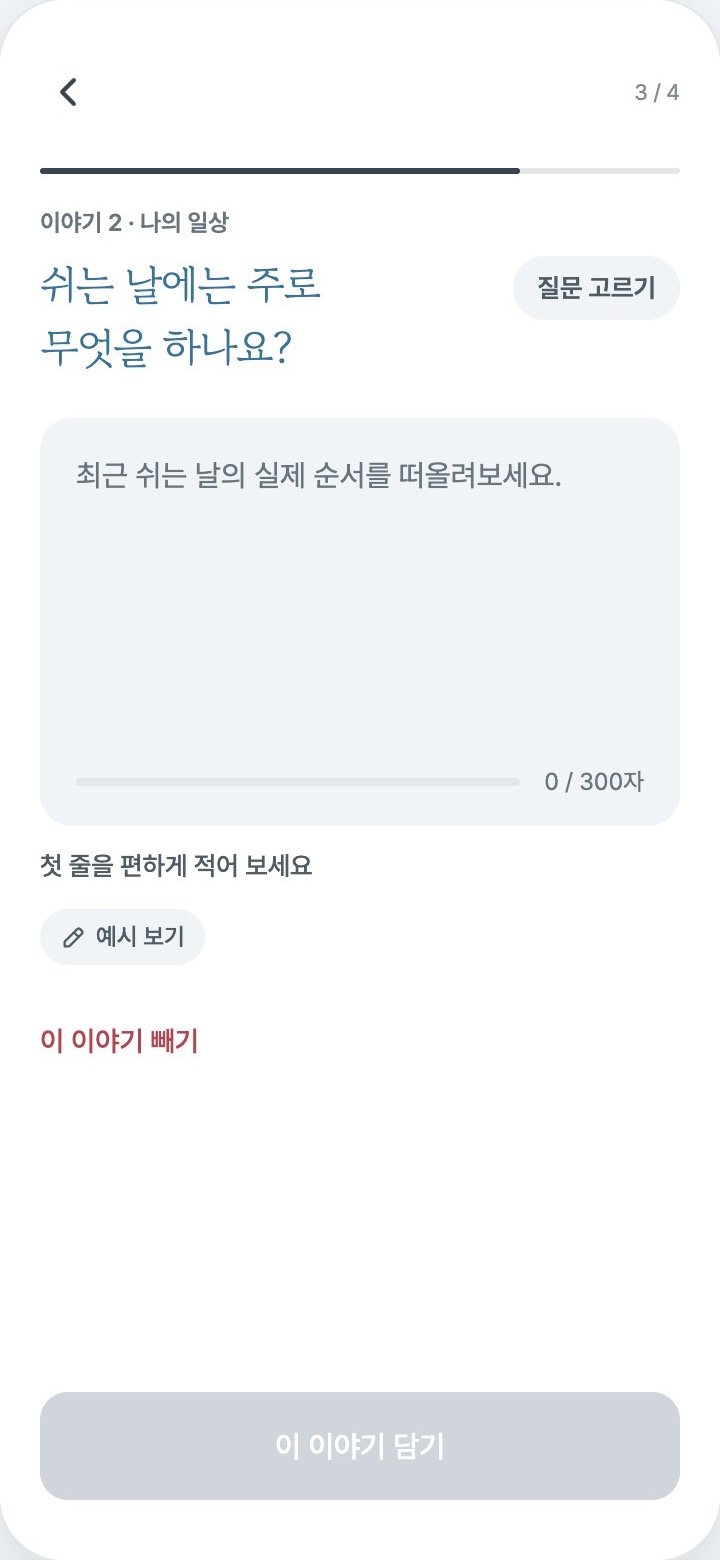 3 / 4
이야기 2 · 나의 일상
쉬는 날에는 주로
무엇을 하나요?
질문 고르기
최근 쉬는 날의 실제 순서를 떠올려보세요.
0 / 300자
첫 줄을 편하게 적어 보세요
예시 보기
이 이야기 빼기
이 이야기 담기